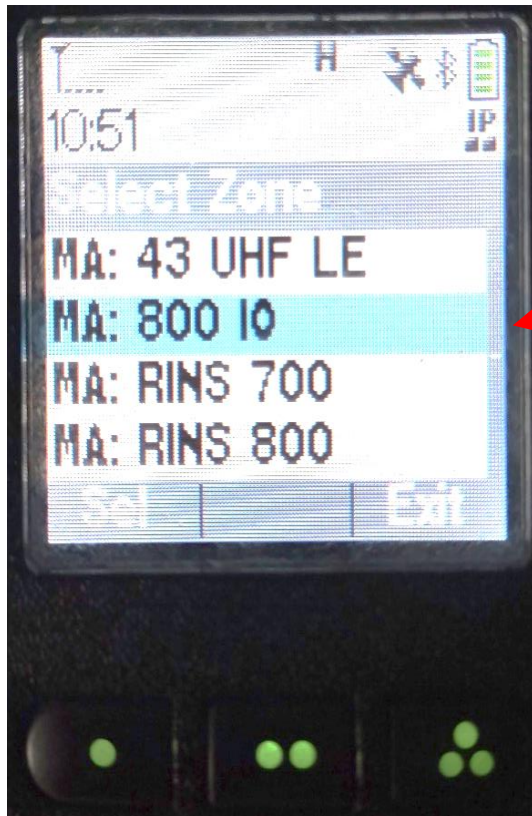 H
10:51
IP
Select Zone
MA: 43 UHF LE
MA: 800 IO
MA: RINS 700
MA: RINS 800
Sel
Exit